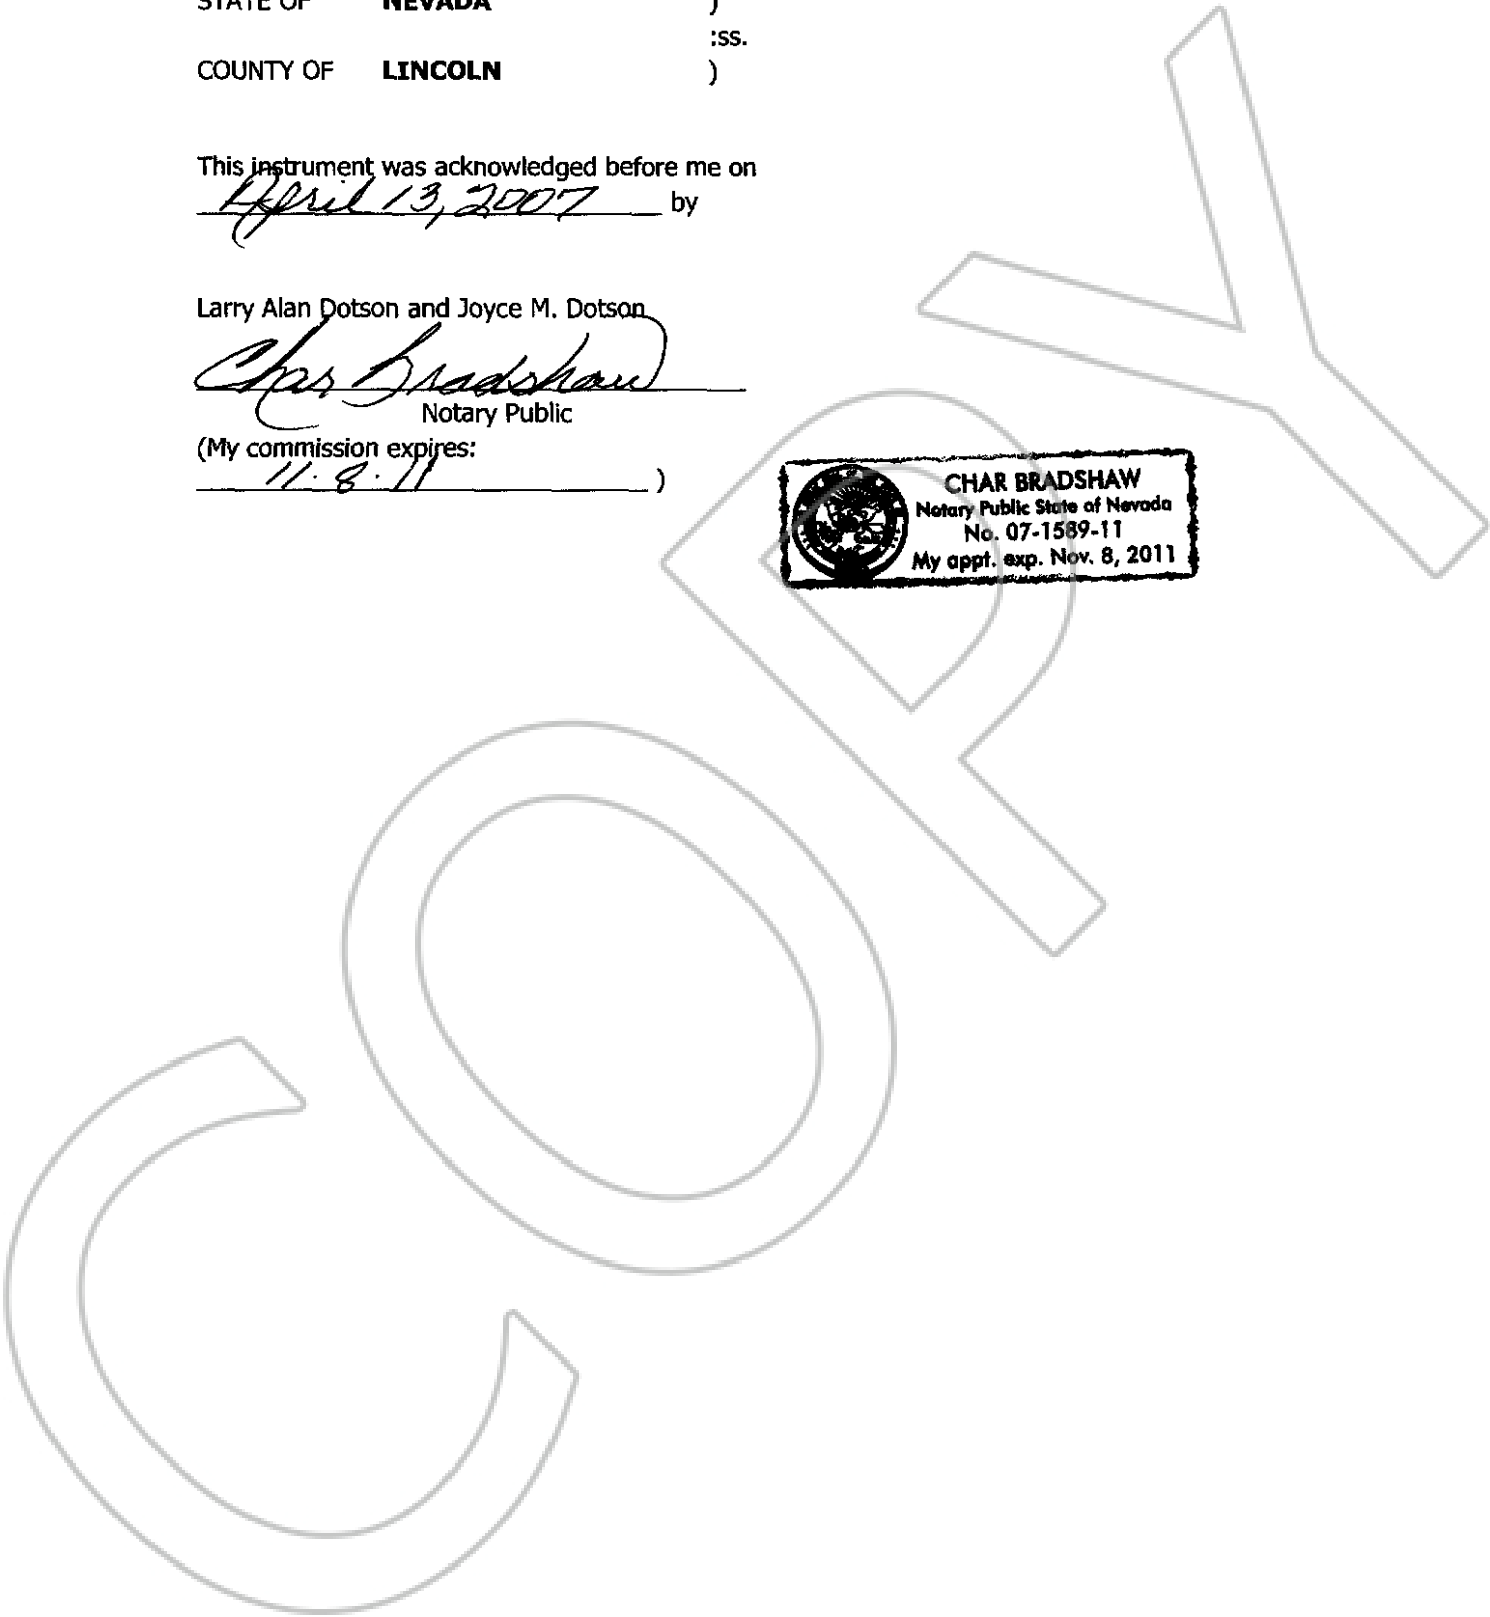 STATE OF NEVADA )
:ss.
COUNTY OF LINCOLN )
This instrument was acknowledged before me on
April 13, 2007 by
Larry Alan Dotson and Joyce M. Dotson
Char Bradshaw
Notary Public
(My commission expires:
11.8.11 )
CHAR BRADSHAW
Notary Public State of Nevada
No. 07-1589-11
My appt. exp. Nov. 8, 2011
COPY